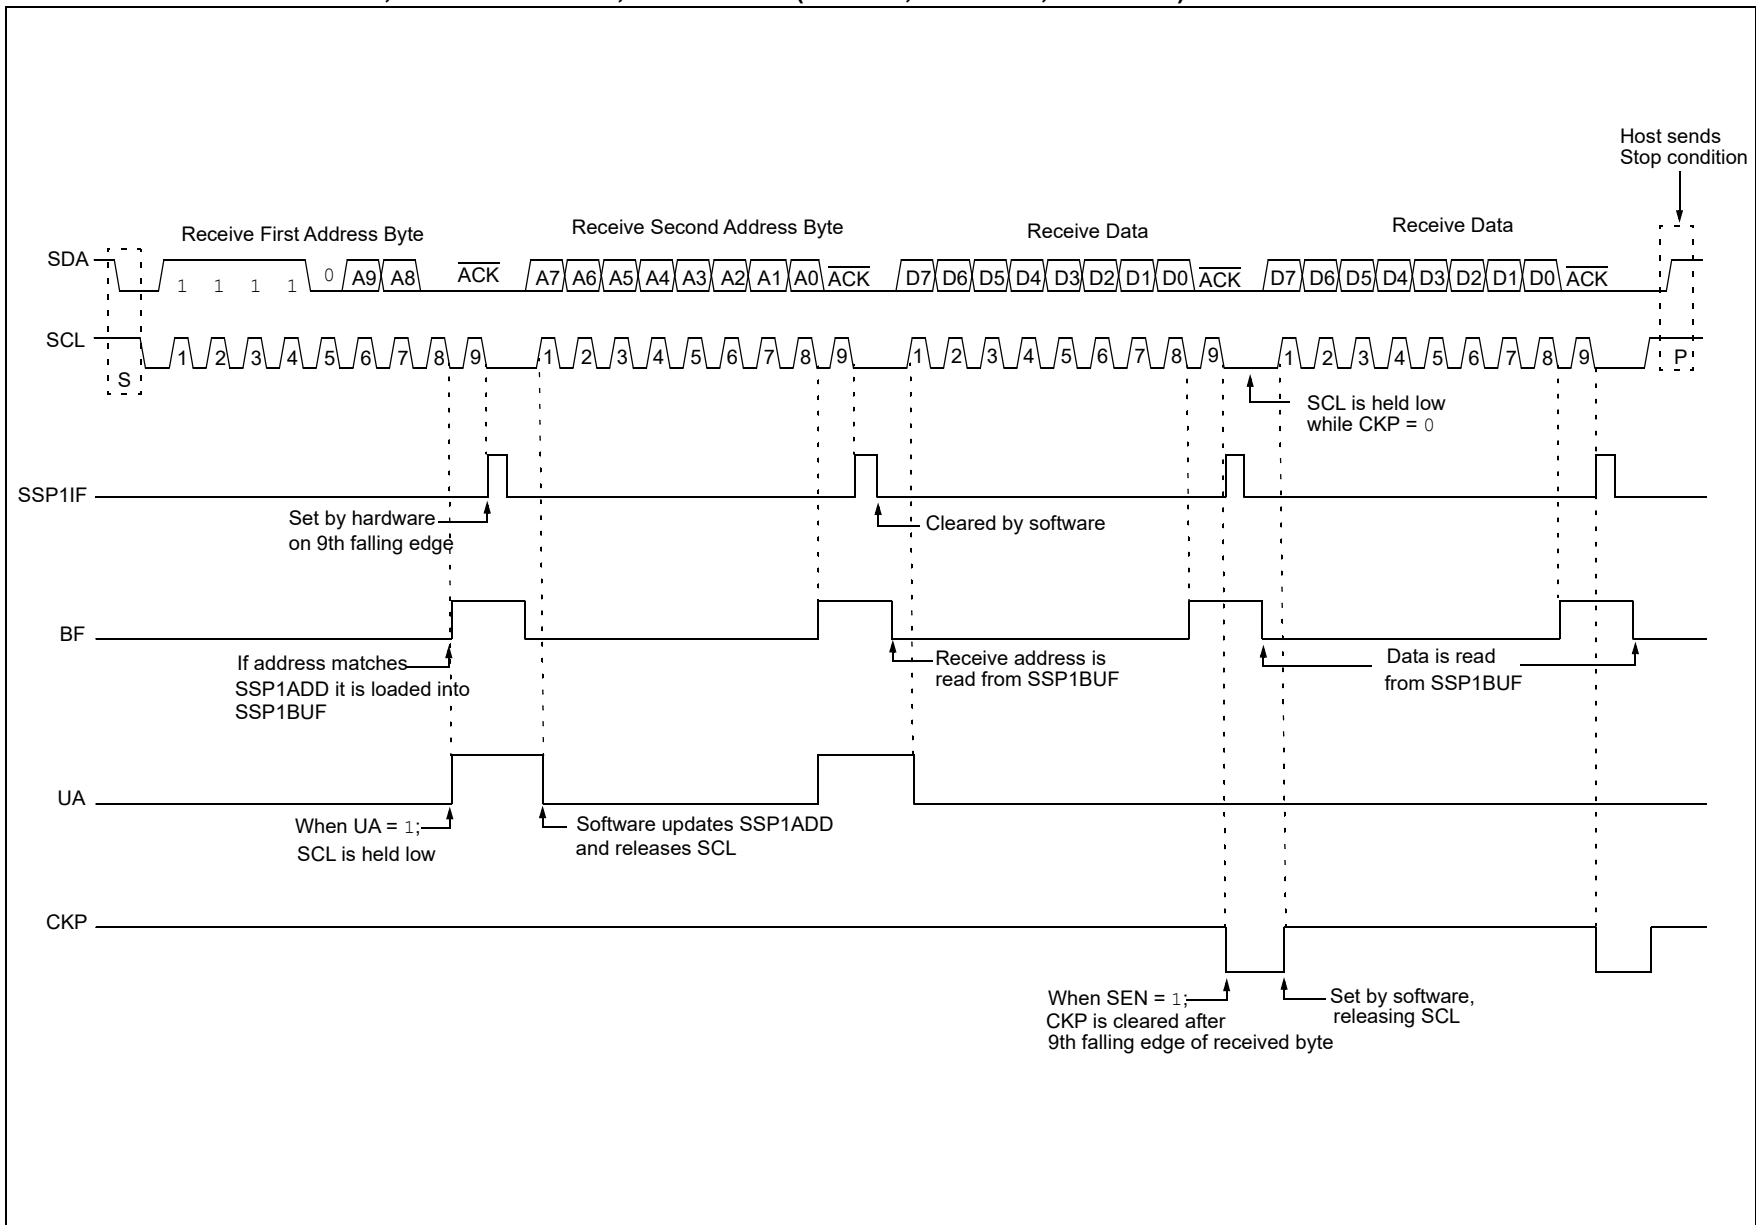 Host sends
Stop condition
Receive First Address Byte
Receive Second Address Byte
Receive Data
Receive Data
SDA
1 1 1 1 0 A9 A8 ACK A7 A6 A5 A4 A3 A2 A1 A0 ACK D7 D6 D5 D4 D3 D2 D1 D0 ACK D7 D6 D5 D4 D3 D2 D1 D0 ACK
SCL
S 1 2 3 4 5 6 7 8 9 1 2 3 4 5 6 7 8 9 1 2 3 4 5 6 7 8 9 1 2 3 4 5 6 7 8 9 P
SCL is held low
while CKP = 0
SSP1IF
Set by hardware
on 9th falling edge
Cleared by software
BF
If address matches
SSP1ADD it is loaded into
SSP1BUF
Receive address is
read from SSP1BUF
Data is read
from SSP1BUF
UA
When UA = 1;
SCL is held low
Software updates SSP1ADD
and releases SCL
CKP
When SEN = 1;
CKP is cleared after
9th falling edge of received byte
Set by software,
releasing SCL